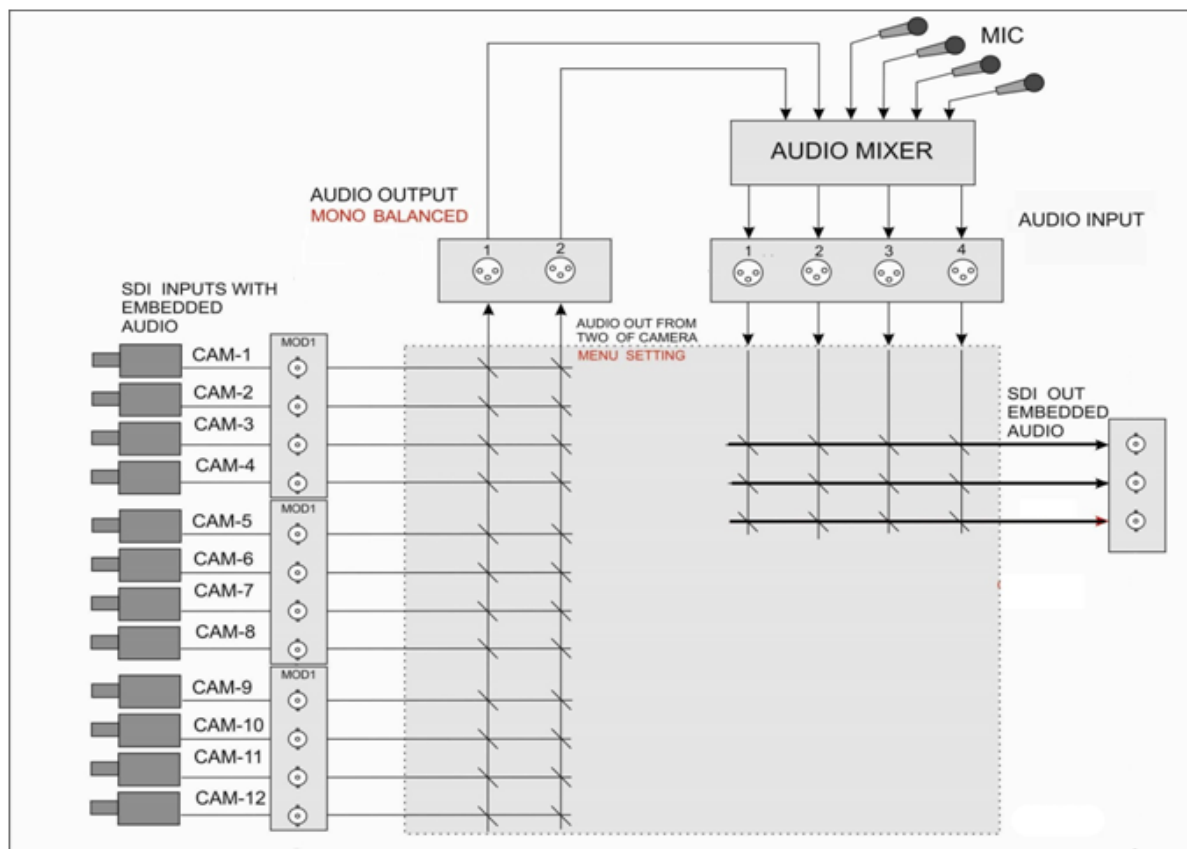 MIC
AUDIO MIXER
AUDIO OUTPUT
MONO BALANCED
AUDIO INPUT
1 2
1 2 3 4
SDI INPUTS WITH
EMBEDDED
AUDIO
AUDIO OUT FROM
TWO OF CAMERA
MENU SETTING
MOD1
CAM-1
CAM-2
CAM-3
CAM-4
SDI OUT
EMBEDDED
AUDIO
MOD1
CAM-5
CAM-6
CAM-7
CAM-8
MOD1
CAM-9
CAM-10
CAM-11
CAM-12